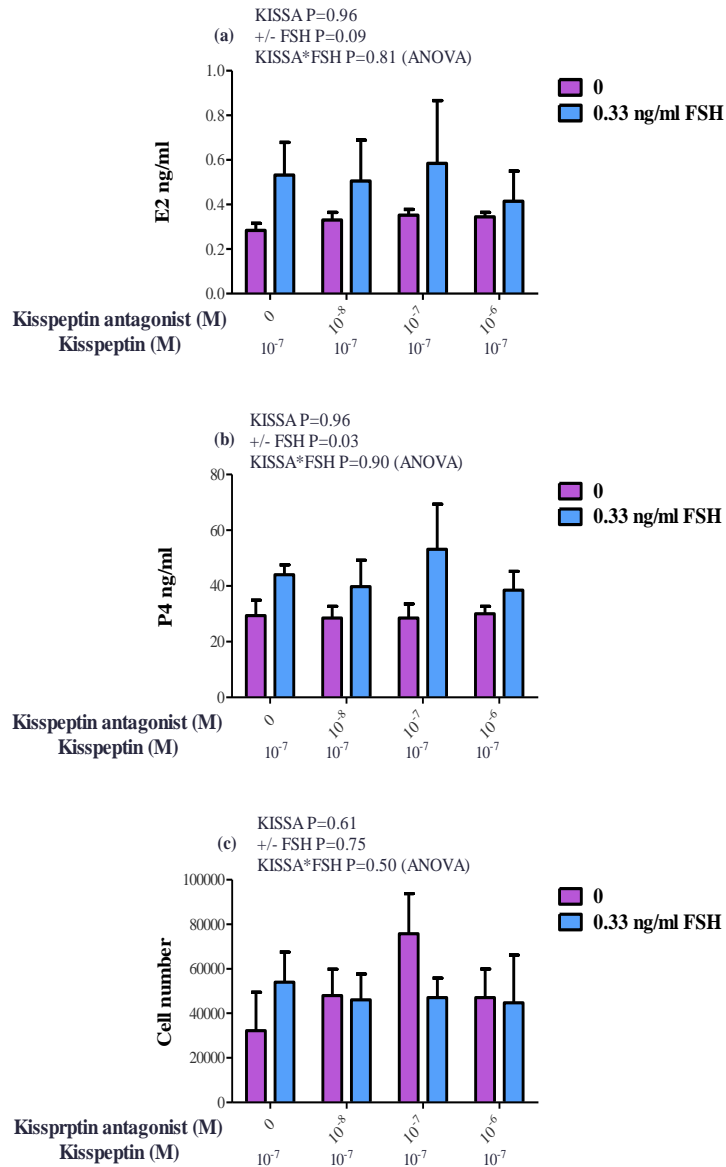 KISSA P=0.96
(a) +/- FSH P=0.09
KISSA*FSH P=0.81 (ANOVA)
0
0.33 ng/ml FSH
E2 ng/ml
1.0
0.8
0.6
0.4
0.2
0.0
Kisspeptin antagonist (M) 0 10-8 10-7 10-6
Kisspeptin (M) 10-7 10-7 10-7 10-7
KISSA P=0.96
(b) +/- FSH P=0.03
KISSA*FSH P=0.90 (ANOVA)
0
0.33 ng/ml FSH
P4 ng/ml
80
60
40
20
0
Kisspeptin antagonist (M) 0 10-8 10-7 10-6
Kisspeptin (M) 10-7 10-7 10-7 10-7
KISSA P=0.61
(c) +/- FSH P=0.75
KISSA*FSH P=0.50 (ANOVA)
0
0.33 ng/ml FSH
Cell number
100000
80000
60000
40000
20000
0
Kissprptin antagonist (M) 0 10-8 10-7 10-6
Kisspeptin (M) 10-7 10-7 10-7 10-7